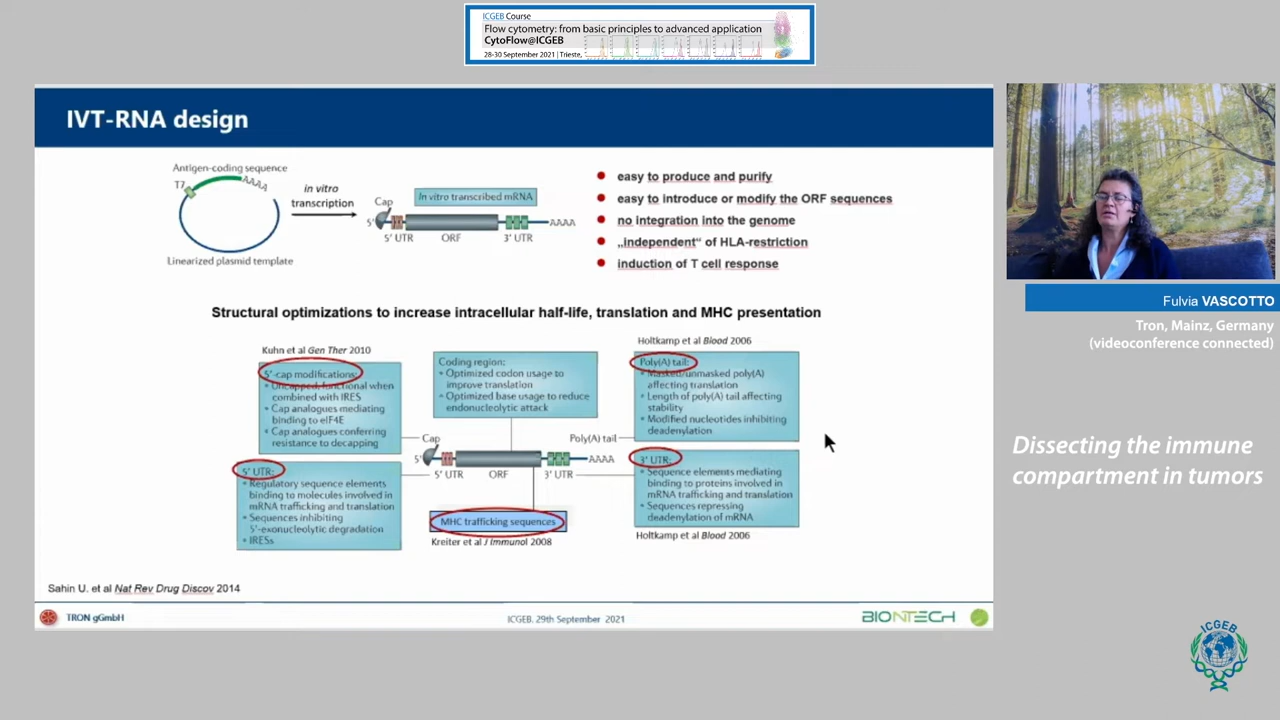 ICGEB Course
Flow cytometry: from basic principles to advanced application
CytoFlow@ICGEB
28-30 September 2021 | Trieste,
IVT-RNA design
Antigen-coding sequence
T7
AAAA
in vitro
transcription
Linearized plasmid template
Cap
In vitro transcribed mRNA
5'
AAAA
5' UTR
ORF
3' UTR
easy to produce and purify
easy to introduce or modify the ORF sequences
no integration into the genome
„independent“ of HLA-restriction
induction of T cell response
Structural optimizations to increase intracellular half-life, translation and MHC presentation
Kuhn et al Gen Ther 2010
5'-cap modifications:
• Uncapped, functional when
combined with IRES
• Cap analogues mediating
binding to eIF4E
• Cap analogues conferring
resistance to decapping
Coding region:
• Optimized codon usage to
improve translation
• Optimized base usage to reduce
endonucleolytic attack
Holtkamp et al Blood 2006
Poly(A) tail:
• Masked/unmasked poly(A)
affecting translation
• Length of poly(A) tail affecting
stability
• Modified nucleotides inhibiting
deadenylation
Cap
Poly(A) tail
5'
AAAA
5' UTR
ORF
3' UTR
5' UTR:
• Regulatory sequence elements
binding to molecules involved in
mRNA trafficking and translation
• Sequences inhibiting
5'-exonucleolytic degradation
• IRESs
MHC trafficking sequences
Kreiter et al J Immunol 2008
3' UTR:
• Sequence elements mediating
binding to proteins involved in
mRNA trafficking and translation
• Sequences repressing
deadenylation of mRNA
Holtkamp et al Blood 2006
Sahin U. et al Nat Rev Drug Discov 2014
TRON gGmbH
ICGEB, 29th September 2021
BIONTECH
Fulvia VASCOTTO
Tron, Mainz, Germany
(videoconference connected)
Dissecting the immune
compartment in tumors
ICGEB